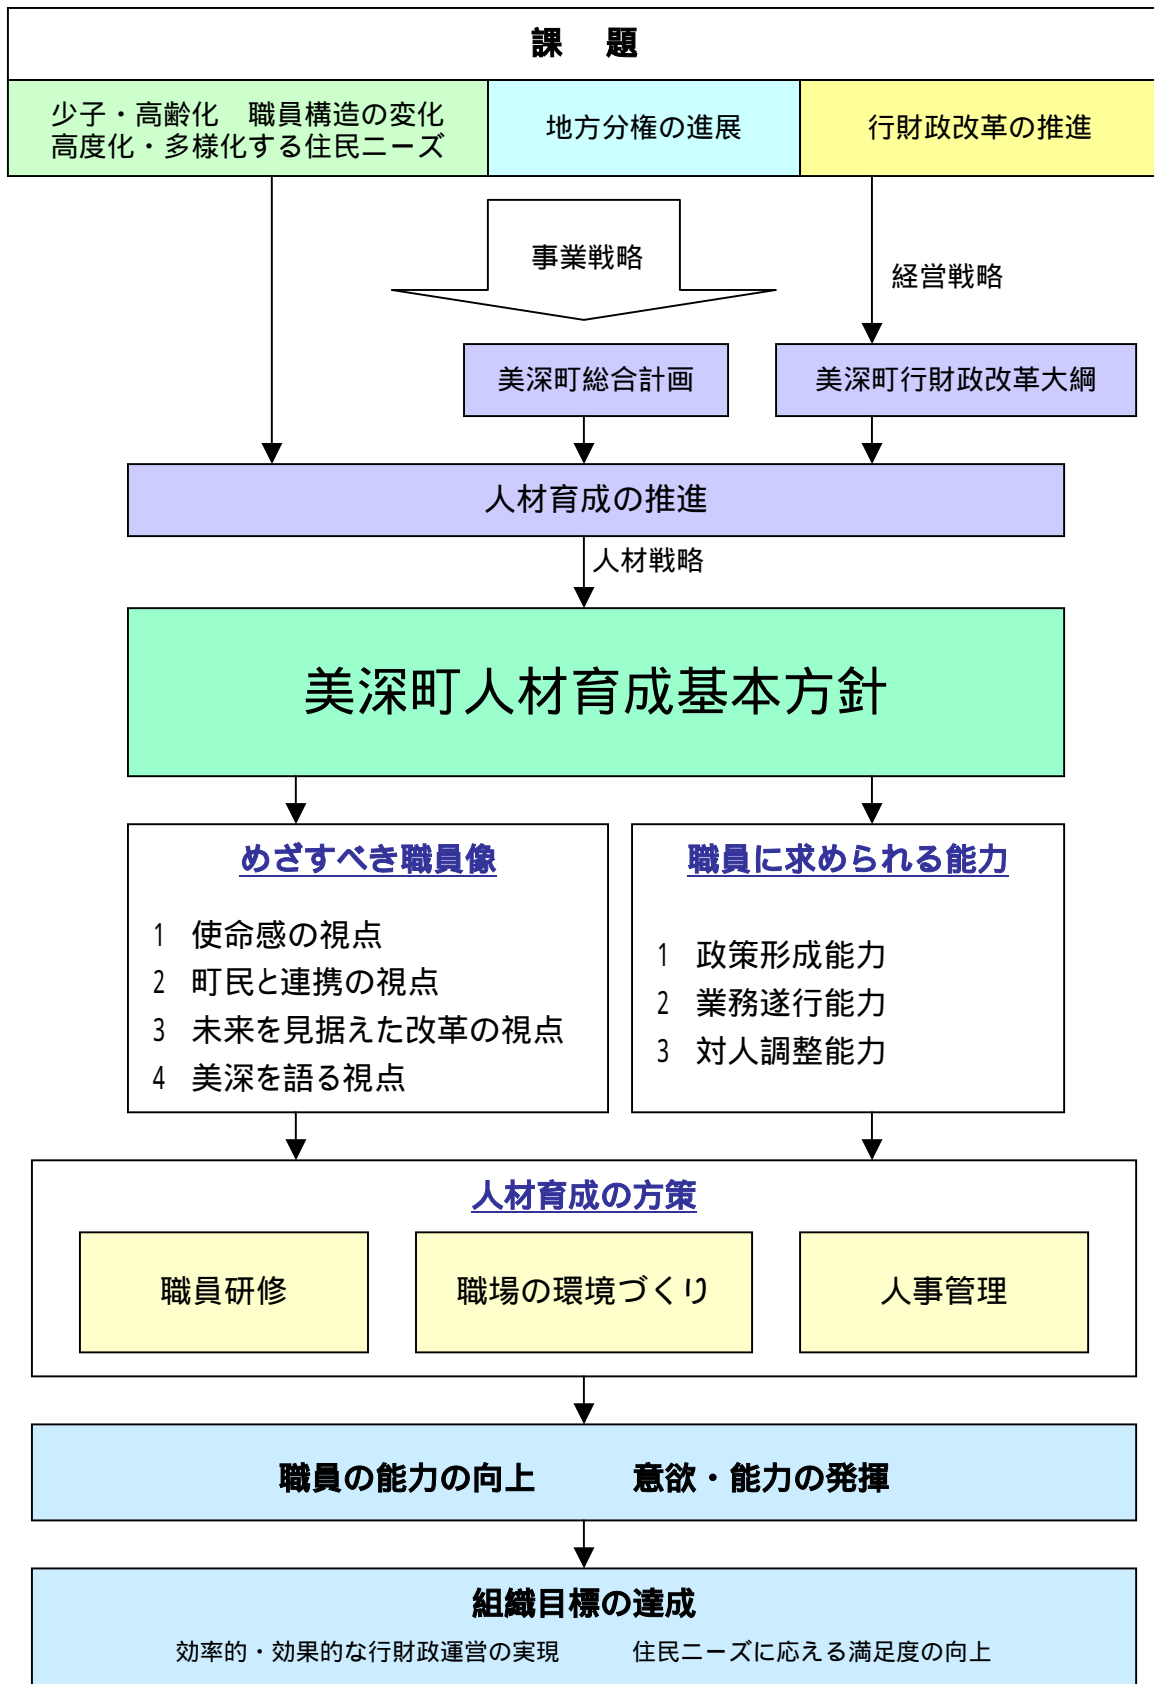 課　題
少子・高齢化　職員構造の変化
高度化・多様化する住民ニーズ
地方分権の進展
行財政改革の推進
事業戦略
経営戦略
美深町総合計画
美深町行財政改革大綱
人材育成の推進
人材戦略
美深町人材育成基本方針
めざすべき職員像
1　使命感の視点
2　町民と連携の視点
3　未来を見据えた改革の視点
4　美深を語る視点
職員に求められる能力
1　政策形成能力
2　業務遂行能力
3　対人調整能力
人材育成の方策
職員研修
職場の環境づくり
人事管理
職員の能力の向上　　　意欲・能力の発揮
組織目標の達成
効率的・効果的な行財政運営の実現　　　住民ニーズに応える満足度の向上